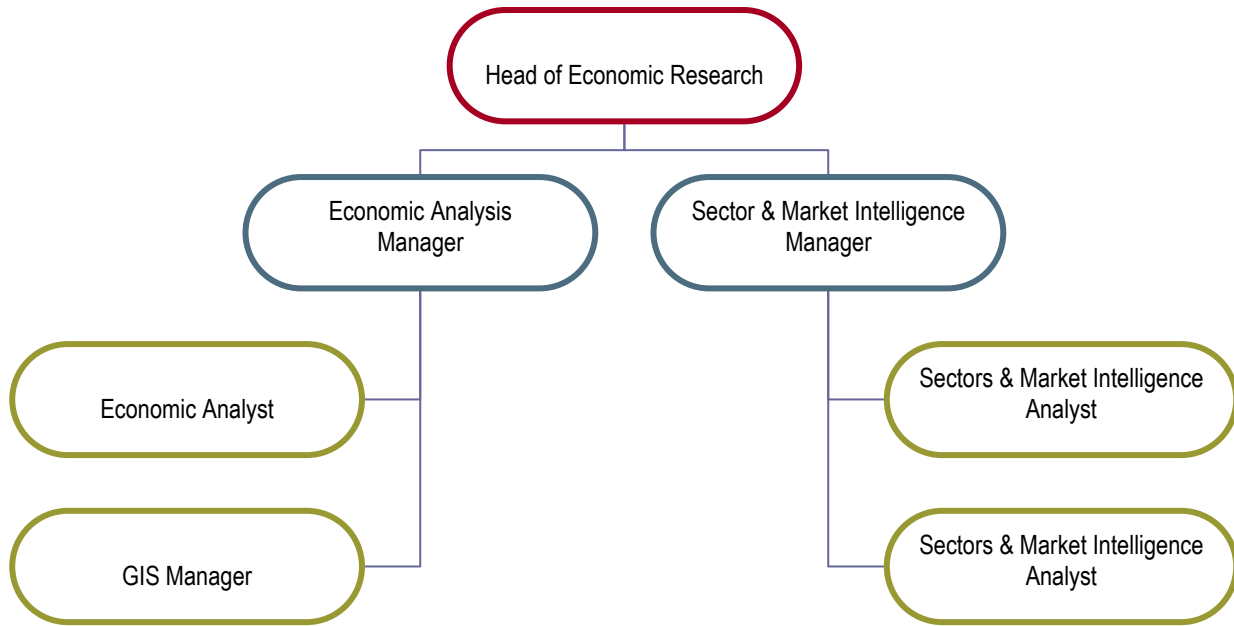 Head of Economic Research
Economic Analysis
Manager
Sector & Market Intelligence
Manager
Economic Analyst
Sectors & Market Intelligence
Analyst
GIS Manager
Sectors & Market Intelligence
Analyst